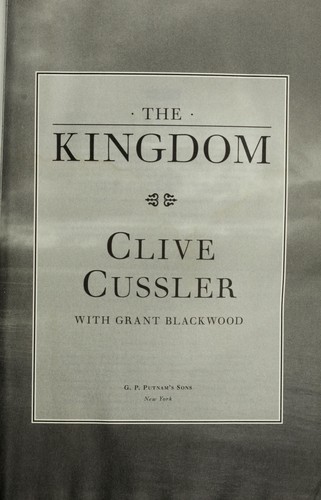 · THE ·
KINGDOM
CLIVE
CUSSLER
WITH GRANT BLACKWOOD
G. P. PUTNAM'S SONS
New York